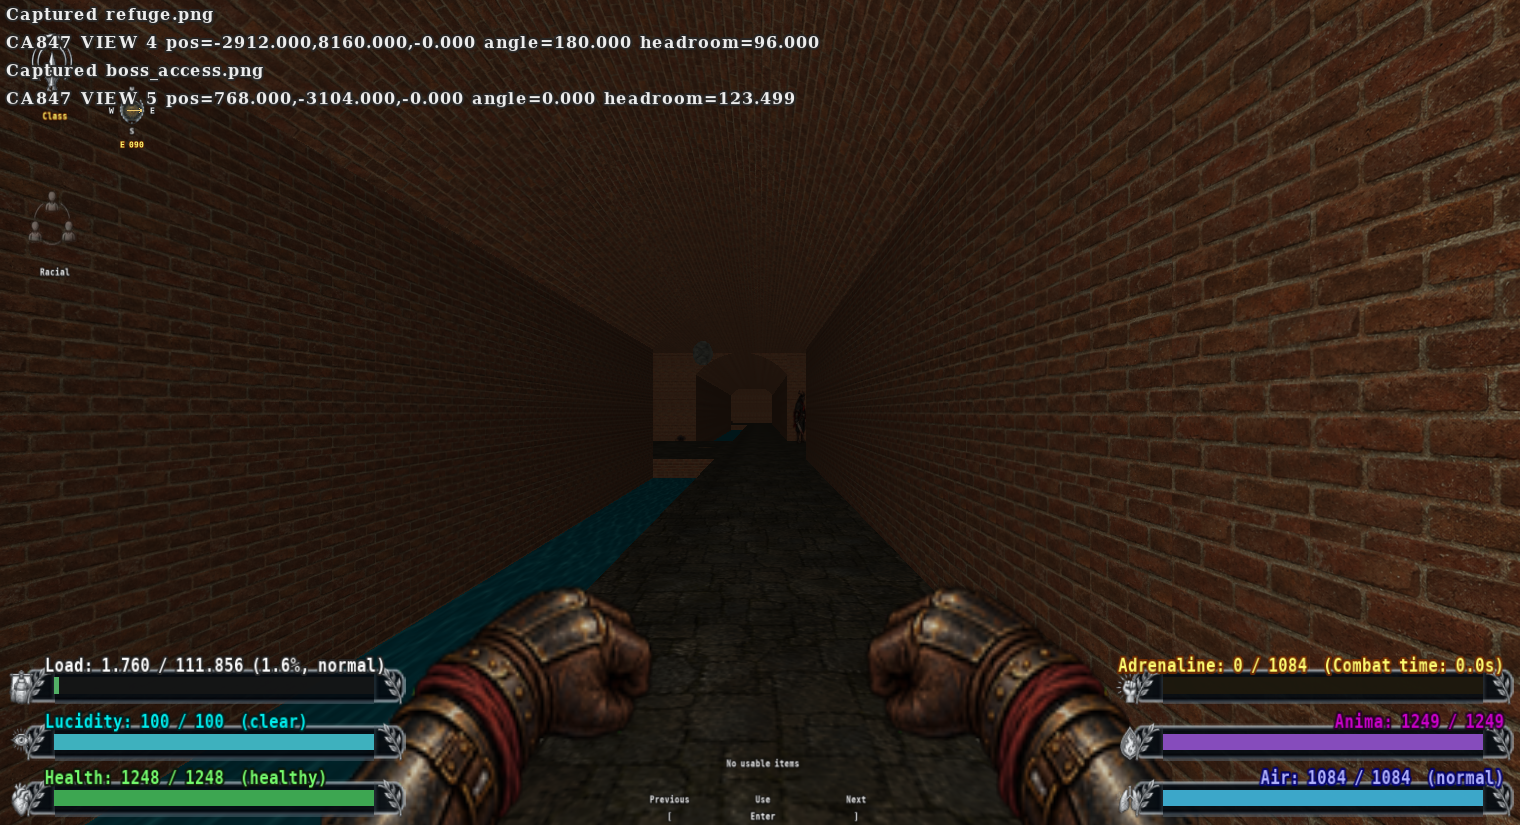 Captured refuge.png
CA847 VIEW 4 pos=-2912.000,8160.000,-0.000 angle=180.000 headroom=96.000
Captured boss_access.png
CA847 VIEW 5 pos=768.000,-3104.000,-0.000 angle=0.000 headroom=123.499
Class
W E
S
E 090
Racial
Load: 1.760 / 111.856 (1.6%, normal)
Lucidity: 100 / 100 (clear)
Health: 1248 / 1248 (healthy)
Adrenaline: 0 / 1084 (Combat time: 0.0s)
Anima: 1249 / 1249
Air: 1084 / 1084 (normal)
No usable items
Previous Use Next
[ Enter ]